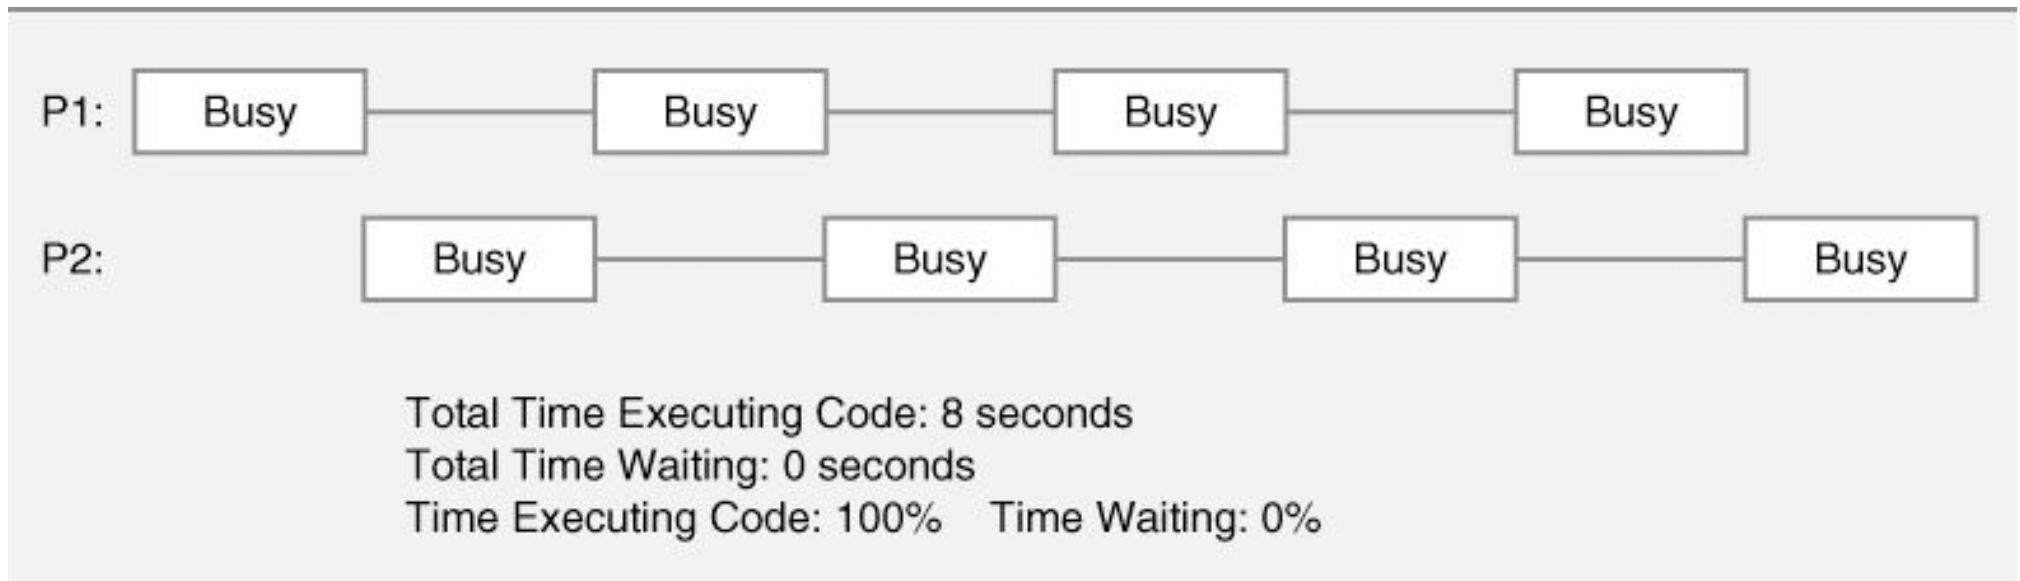 P1: Busy Busy Busy Busy
P2: Busy Busy Busy Busy
Total Time Executing Code: 8 seconds
Total Time Waiting: 0 seconds
Time Executing Code: 100% Time Waiting: 0%